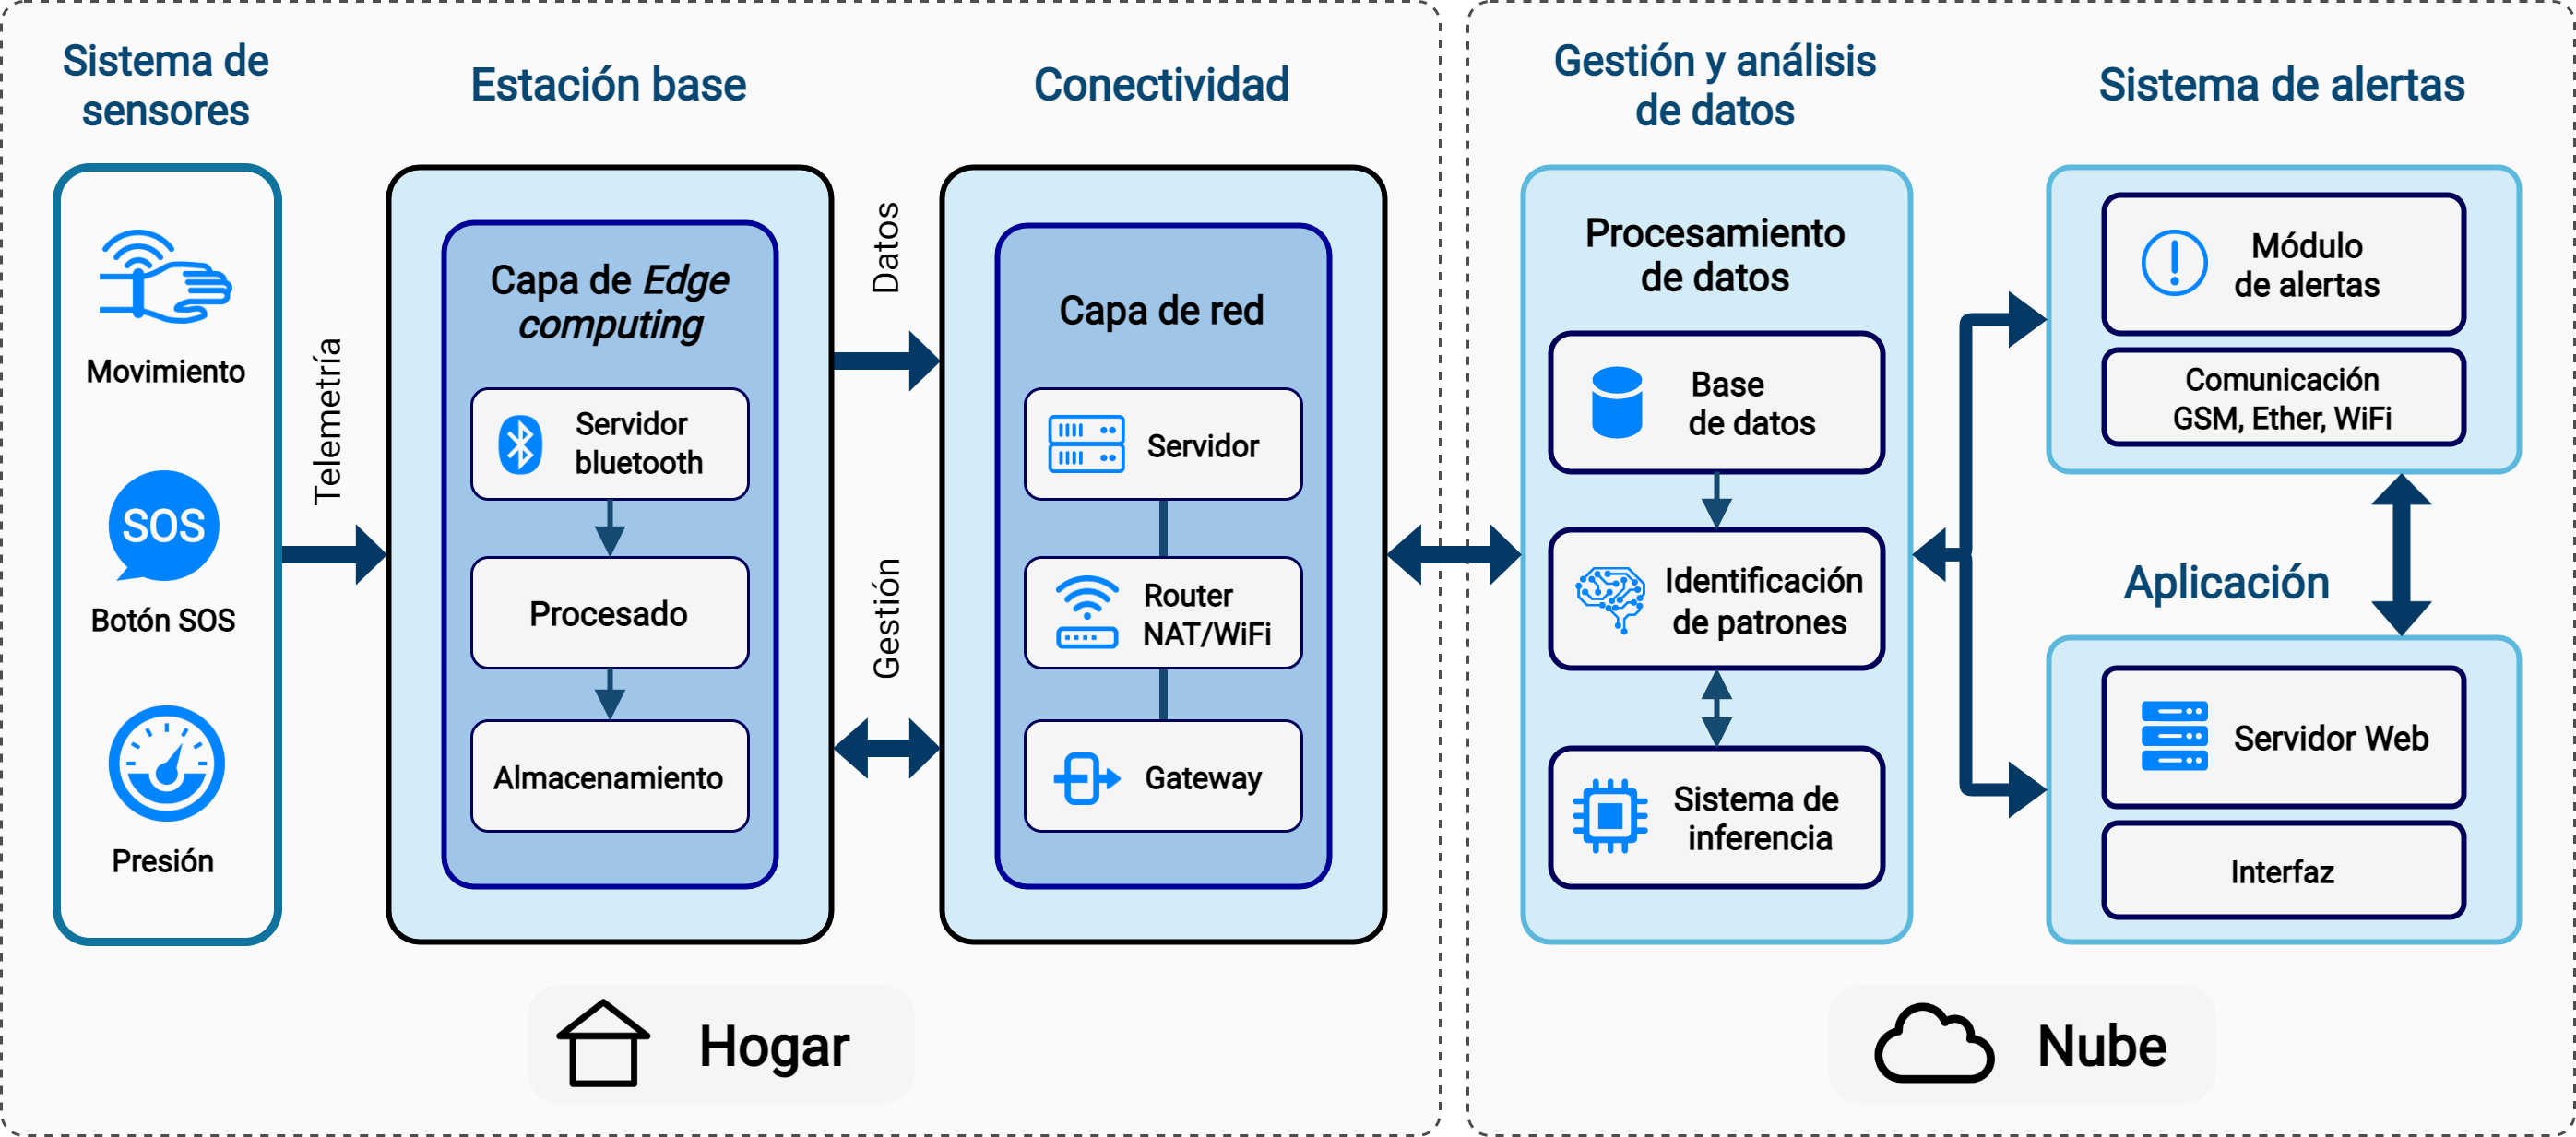 Sistema de
sensores
Movimiento
SOS
Botón SOS
Presión
Telemetría
Estación base
Capa de Edge
computing
Servidor
bluetooth
Procesado
Almacenamiento
Datos
Gestión
Conectividad
Capa de red
Servidor
Router
NAT/WiFi
Gateway
Hogar
Gestión y análisis
de datos
Procesamiento
de datos
Base
de datos
Identificación
de patrones
Sistema de
inferencia
Sistema de alertas
Módulo
de alertas
Comunicación
GSM, Ether, WiFi
Aplicación
Servidor Web
Interfaz
Nube